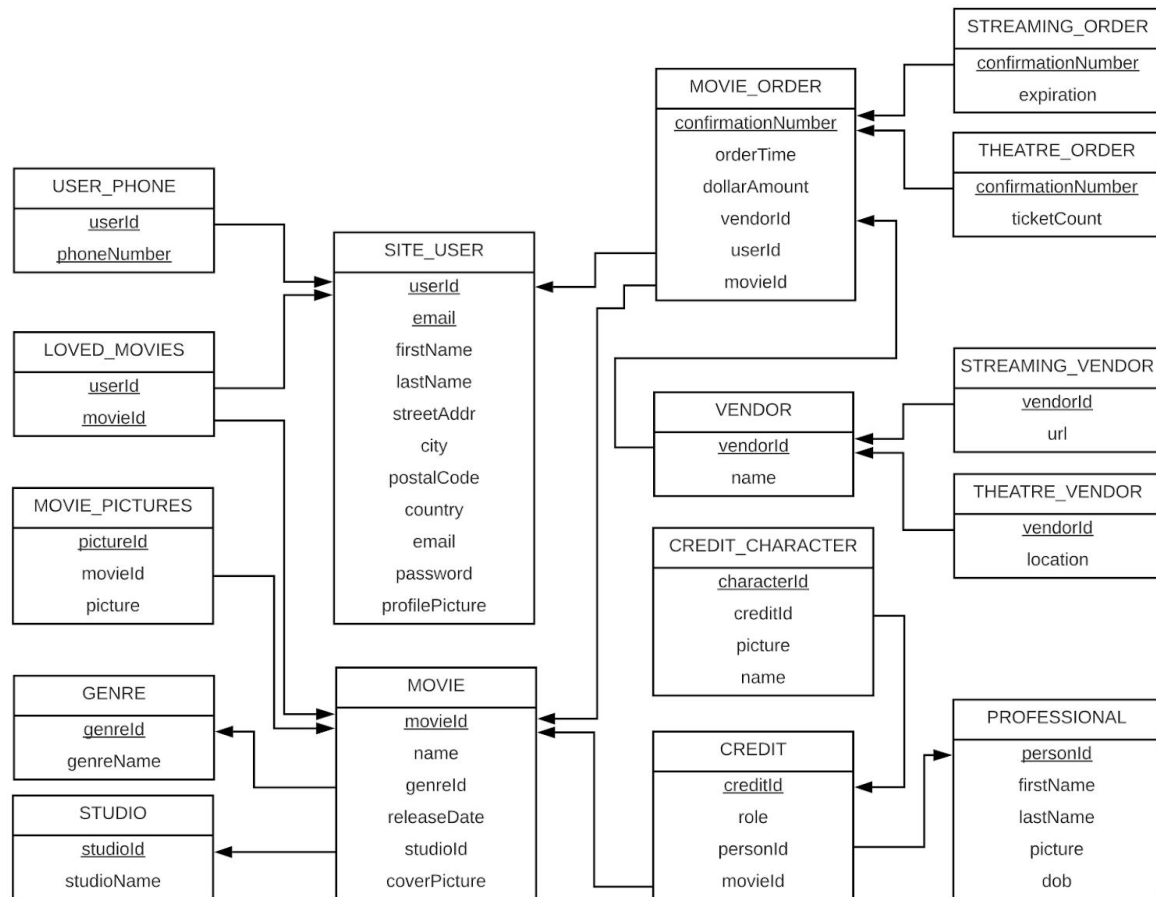 STREAMING_ORDER
confirmationNumber
expiration
MOVIE_ORDER
confirmationNumber
orderTime
dollarAmount
vendorId
userId
movieId
THEATRE_ORDER
confirmationNumber
ticketCount
USER_PHONE
userId
phoneNumber
SITE_USER
userId
email
firstName
lastName
streetAddr
city
postalCode
country
email
password
profilePicture
LOVED_MOVIES
userId
movieId
STREAMING_VENDOR
vendorId
url
VENDOR
vendorId
name
THEATRE_VENDOR
vendorId
location
MOVIE_PICTURES
pictureId
movieId
picture
CREDIT_CHARACTER
characterId
creditId
picture
name
GENRE
genreId
genreName
MOVIE
movieId
name
genreId
releaseDate
studioId
coverPicture
CREDIT
creditId
role
personId
movieId
PROFESSIONAL
personId
firstName
lastName
picture
dob
STUDIO
studioId
studioName